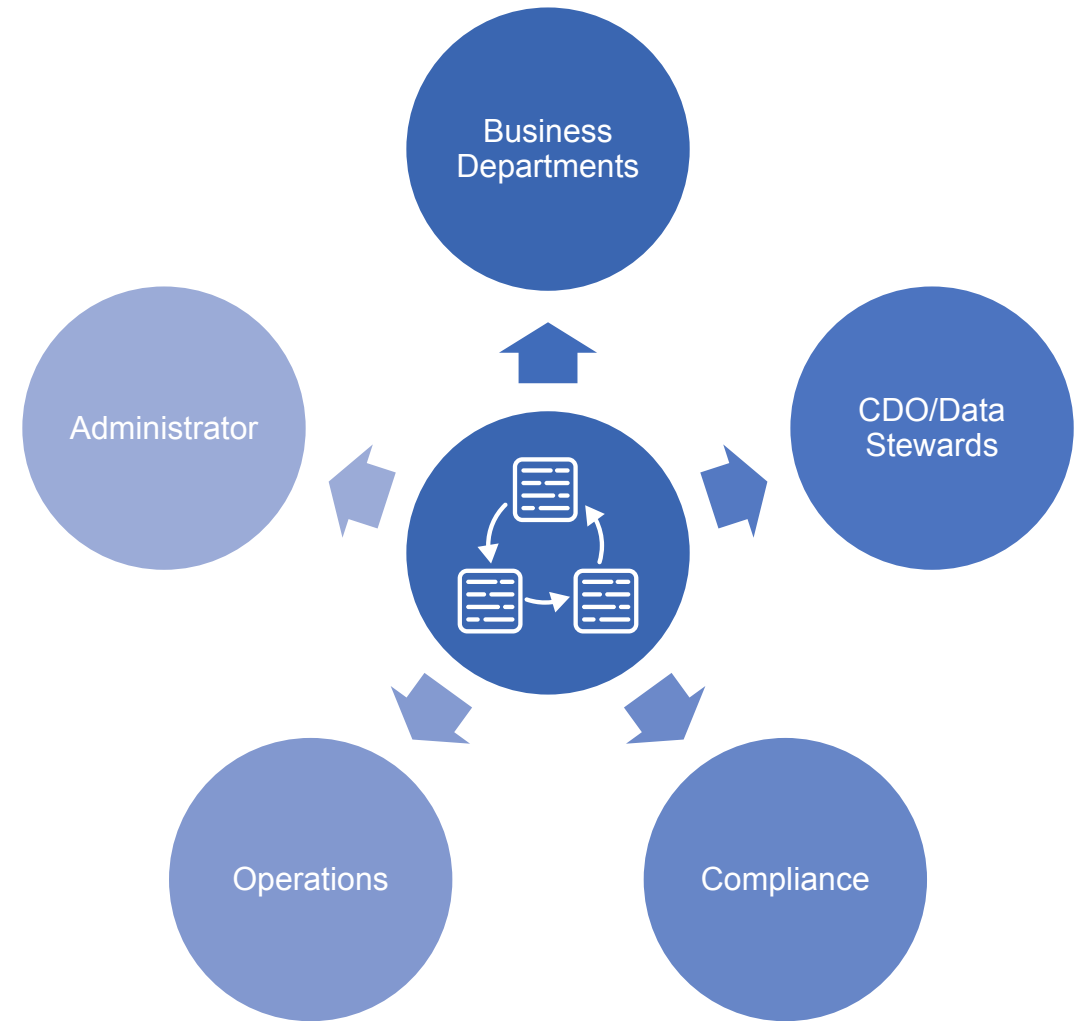 Business
Departments
CDO/Data
Stewards
Compliance
Operations
Administrator